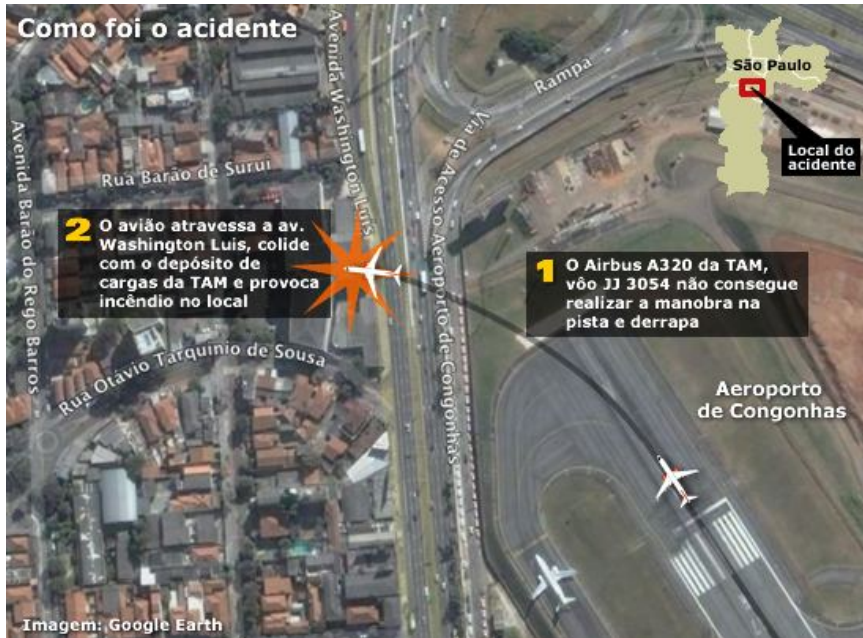 Como foi o acidente
São Paulo
Local do
acidente
Rampa
Avenida Washington Luis
Via de Acesso Aeroporto de Congonhas
Avenida Barão do Rego Barros
Rua Barão de Surui
2 O avião atravessa a av.
Washington Luis, colide
com o depósito de
cargas da TAM e provoca
incêndio no local
1 O Airbus A320 da TAM,
vôo JJ 3054 não consegue
realizar a manobra na
pista e derrapa
Rua Otávio Tarquínio de Sousa
Aeroporto
de Congonhas
Imagem: Google Earth